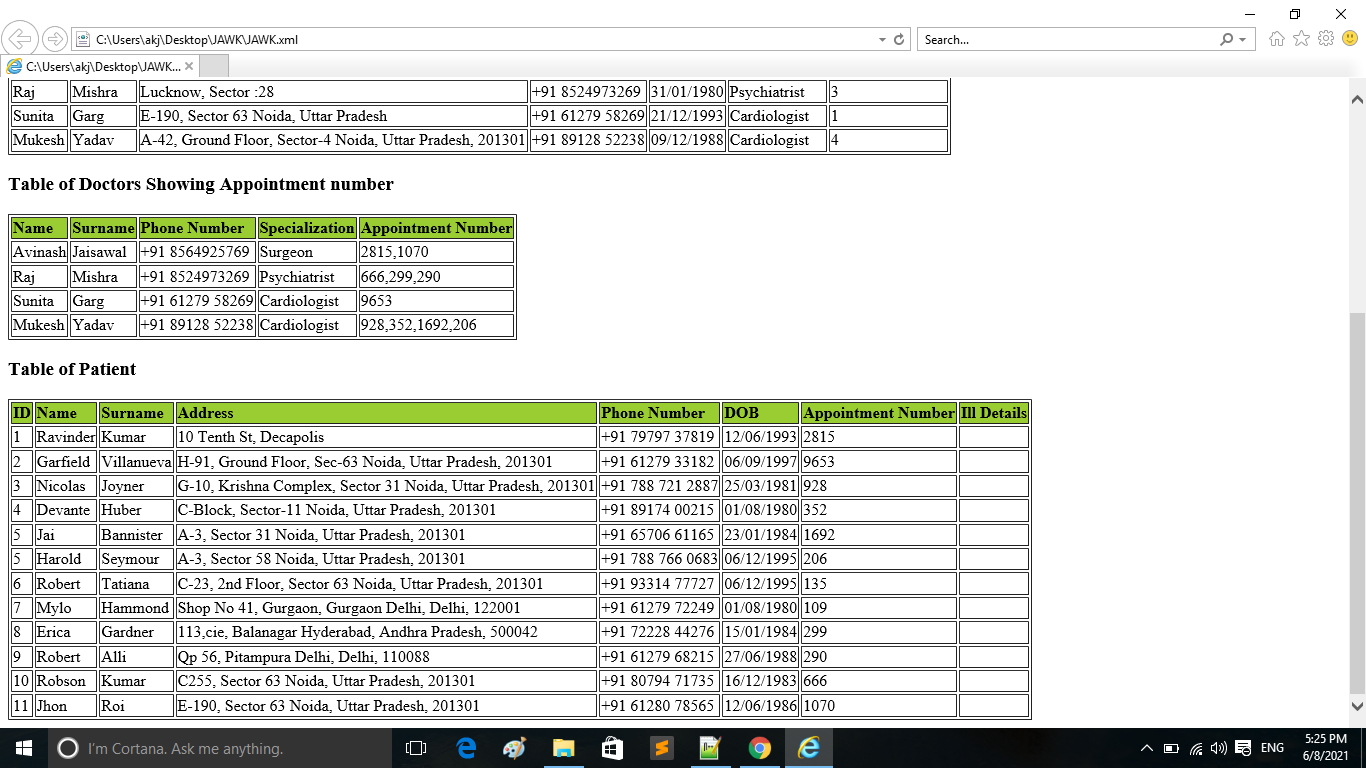 C:\Users\akj\Desktop\JAWK\JAWK.xml
Search...
C:\Users\akj\Desktop\JAWK...
Raj Mishra Lucknow, Sector :28 +91 8524973269 31/01/1980 Psychiatrist 3
Sunita Garg E-190, Sector 63 Noida, Uttar Pradesh +91 61279 58269 21/12/1993 Cardiologist 1
Mukesh Yadav A-42, Ground Floor, Sector-4 Noida, Uttar Pradesh, 201301 +91 89128 52238 09/12/1988 Cardiologist 4
Table of Doctors Showing Appointment number
Name Surname Phone Number Specialization Appointment Number
Avinash Jaisawal +91 8564925769 Surgeon 2815,1070
Raj Mishra +91 8524973269 Psychiatrist 666,299,290
Sunita Garg +91 61279 58269 Cardiologist 9653
Mukesh Yadav +91 89128 52238 Cardiologist 928,352,1692,206
Table of Patient
ID Name Surname Address Phone Number DOB Appointment Number Ill Details
1 Ravinder Kumar 10 Tenth St, Decapolis +91 79797 37819 12/06/1993 2815
2 Garfield Villanueva H-91, Ground Floor, Sec-63 Noida, Uttar Pradesh, 201301 +91 61279 33182 06/09/1997 9653
3 Nicolas Joyner G-10, Krishna Complex, Sector 31 Noida, Uttar Pradesh, 201301 +91 788 721 2887 25/03/1981 928
4 Devante Huber C-Block, Sector-11 Noida, Uttar Pradesh, 201301 +91 89174 00215 01/08/1980 352
5 Jai Bannister A-3, Sector 31 Noida, Uttar Pradesh, 201301 +91 65706 61165 23/01/1984 1692
5 Harold Seymour A-3, Sector 58 Noida, Uttar Pradesh, 201301 +91 788 766 0683 06/12/1995 206
6 Robert Tatiana C-23, 2nd Floor, Sector 63 Noida, Uttar Pradesh, 201301 +91 93314 77727 06/12/1995 135
7 Mylo Hammond Shop No 41, Gurgaon, Gurgaon Delhi, Delhi, 122001 +91 61279 72249 01/08/1980 109
8 Erica Gardner 113,cie, Balanagar Hyderabad, Andhra Pradesh, 500042 +91 72228 44276 15/01/1984 299
9 Robert Alli Qp 56, Pitampura Delhi, Delhi, 110088 +91 61279 68215 27/06/1988 290
10 Robson Kumar C255, Sector 63 Noida, Uttar Pradesh, 201301 +91 80794 71735 16/12/1983 666
11 Jhon Roi E-190, Sector 63 Noida, Uttar Pradesh, 201301 +91 61280 78565 12/06/1986 1070
I'm Cortana. Ask me anything.
ENG
5:25 PM
6/8/2021